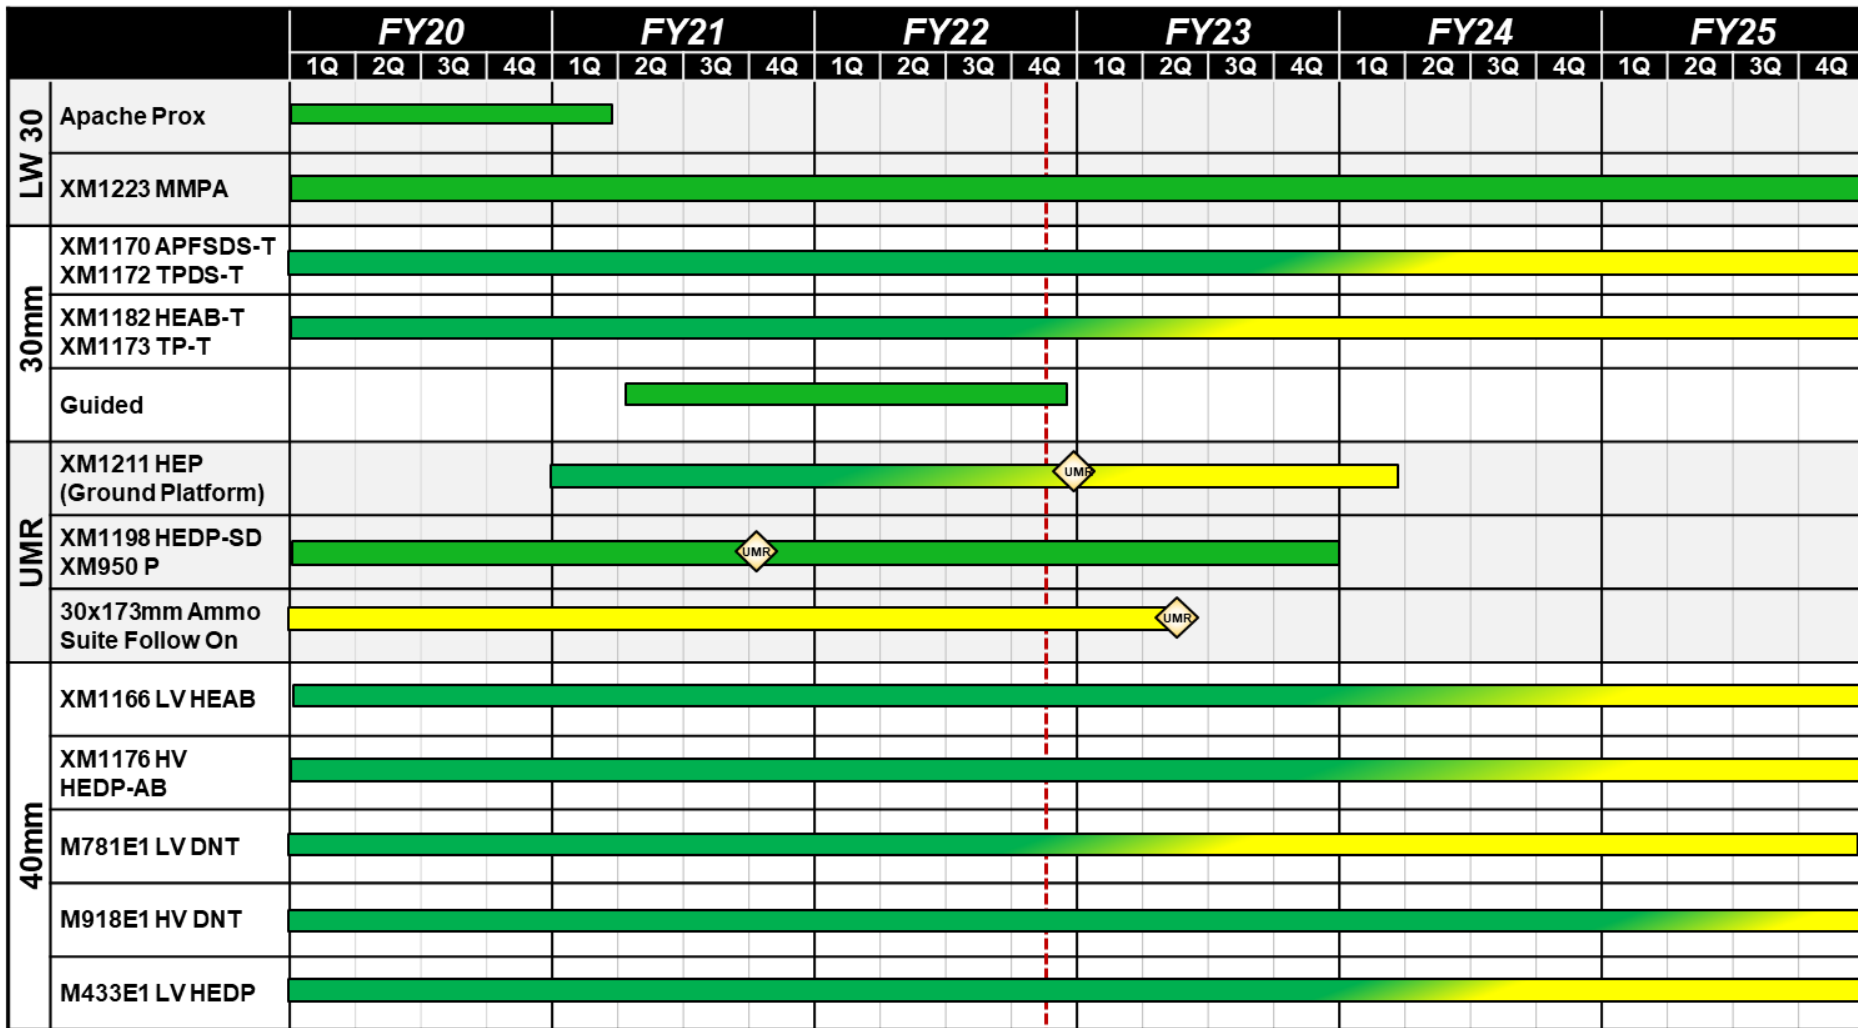 FY20 FY21 FY22 FY23 FY24 FY25
1Q 2Q 3Q 4Q 1Q 2Q 3Q 4Q 1Q 2Q 3Q 4Q 1Q 2Q 3Q 4Q 1Q 2Q 3Q 4Q 1Q 2Q 3Q 4Q
LW 30
Apache Prox
XM1223 MMPA
30mm
XM1170 APFSDS-T
XM1172 TPDS-T
XM1182 HEAB-T
XM1173 TP-T
Guided
UMR
XM1211 HEP
(Ground Platform)
UMR
XM1198 HEDP-SD
XM950 P
UMR
30x173mm Ammo
Suite Follow On
UMR
40mm
XM1166 LV HEAB
XM1176 HV
HEDP-AB
M781E1 LV DNT
M918E1 HV DNT
M433E1 LV HEDP